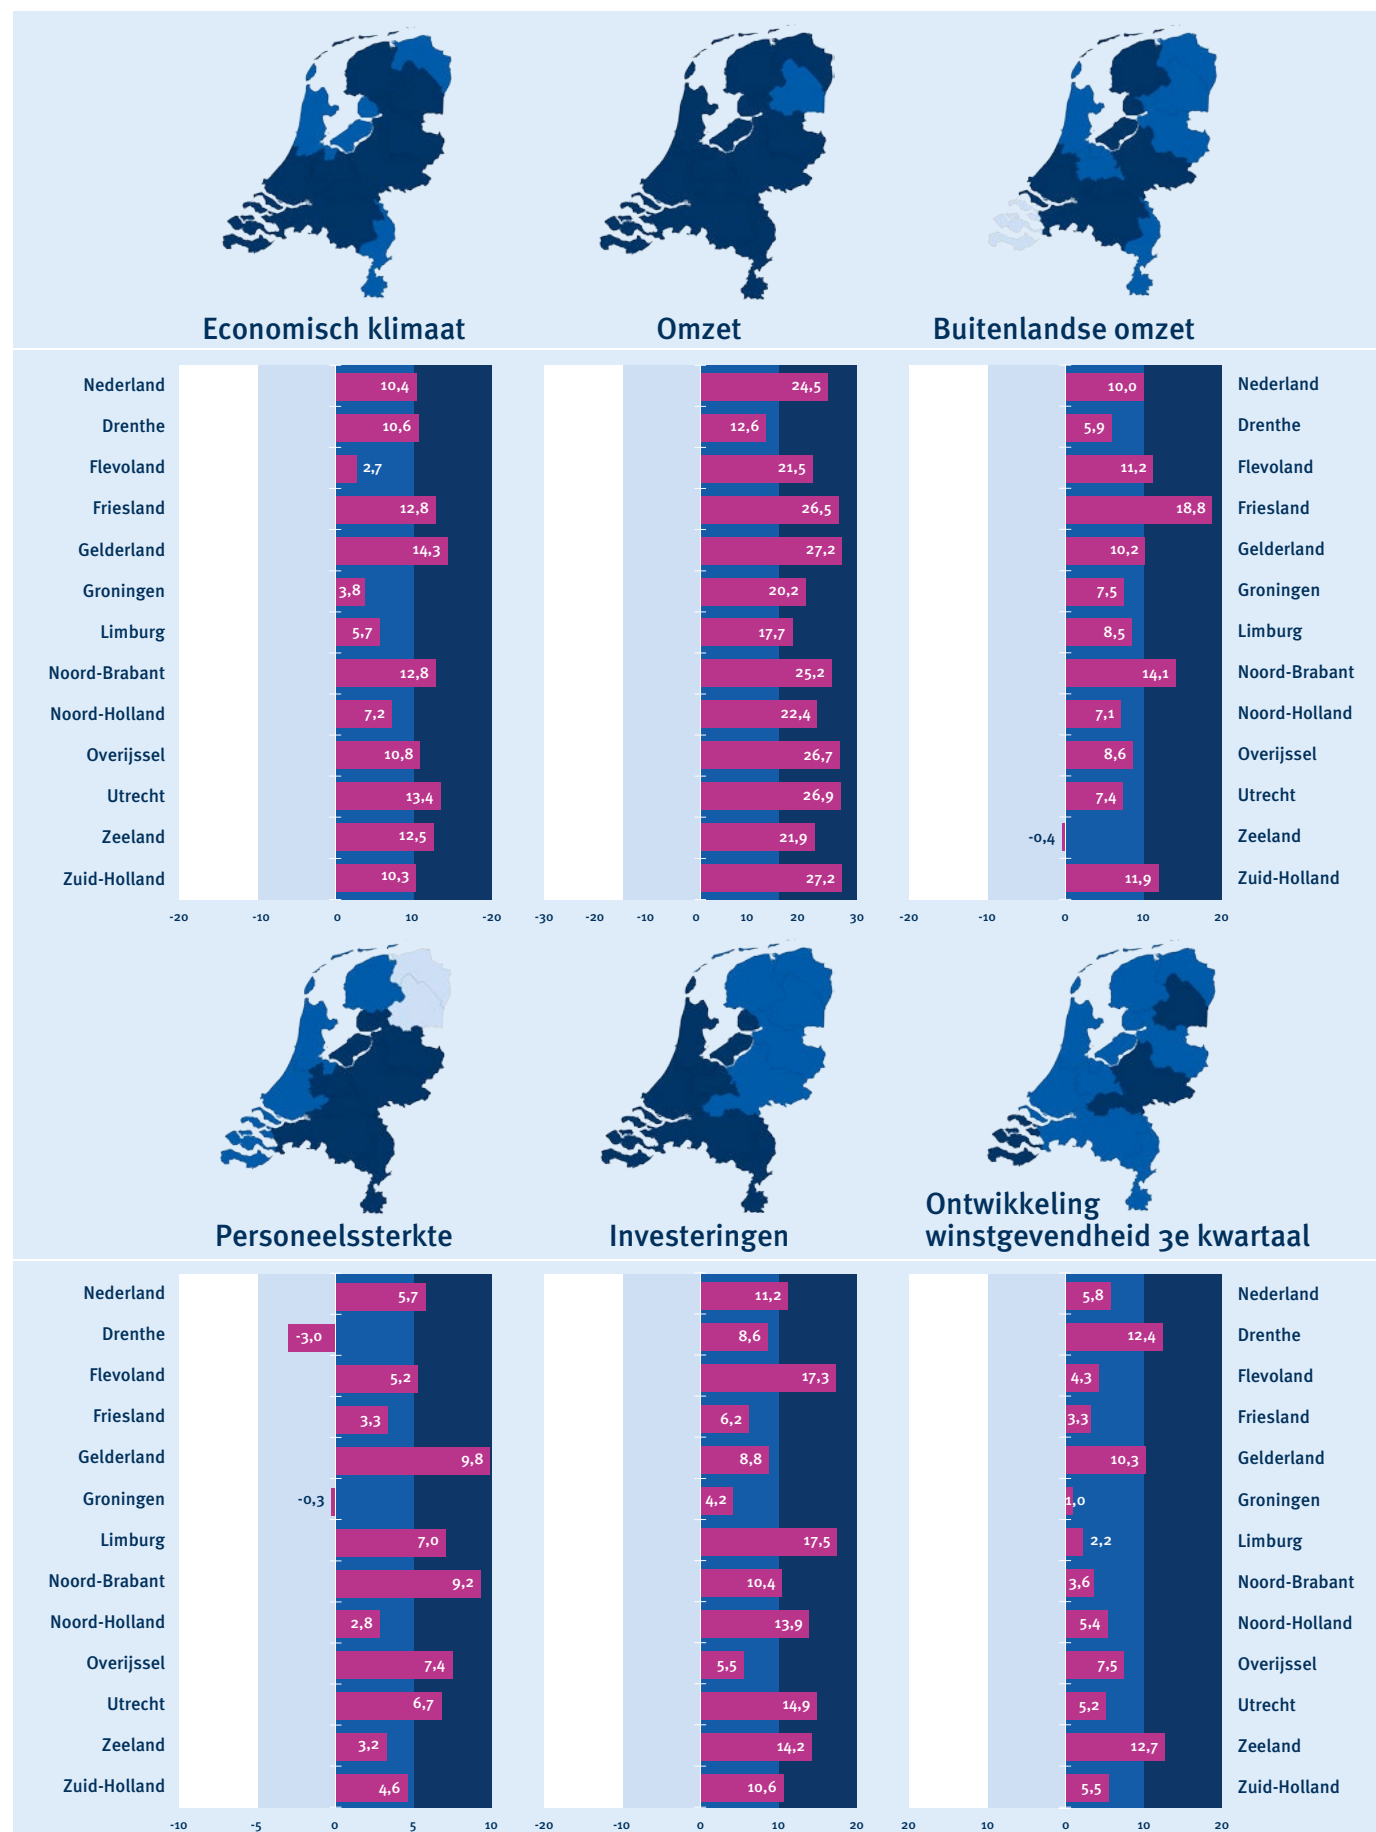 Economisch klimaat
Omzet
Buitenlandse omzet
Nederland 10,4 24,5 10,0 Nederland
Drenthe 10,6 12,6 5,9 Drenthe
Flevoland 2,7 21,5 11,2 Flevoland
Friesland 12,8 26,5 18,8 Friesland
Gelderland 14,3 27,2 10,2 Gelderland
Groningen 3,8 20,2 7,5 Groningen
Limburg 5,7 17,7 8,5 Limburg
Noord-Brabant 12,8 25,2 14,1 Noord-Brabant
Noord-Holland 7,2 22,4 7,1 Noord-Holland
Overijssel 10,8 26,7 8,6 Overijssel
Utrecht 13,4 26,9 7,4 Utrecht
Zeeland 12,5 21,9 -0,4 Zeeland
Zuid-Holland 10,3 27,2 11,9 Zuid-Holland
-20 -10 0 10 -20 -30 -20 -10 0 10 20 30 -20 -10 0 10 20
Personeelssterkte
Investeringen
Ontwikkeling
winstgevendheid 3e kwartaal
Nederland 5,7 11,2 5,8 Nederland
Drenthe -3,0 8,6 12,4 Drenthe
Flevoland 5,2 17,3 4,3 Flevoland
Friesland 3,3 6,2 3,3 Friesland
Gelderland 9,8 8,8 10,3 Gelderland
Groningen -0,3 4,2 1,0 Groningen
Limburg 7,0 17,5 2,2 Limburg
Noord-Brabant 9,2 10,4 3,6 Noord-Brabant
Noord-Holland 2,8 13,9 5,4 Noord-Holland
Overijssel 7,4 5,5 7,5 Overijssel
Utrecht 6,7 14,9 5,2 Utrecht
Zeeland 3,2 14,2 12,7 Zeeland
Zuid-Holland 4,6 10,6 5,5 Zuid-Holland
-10 -5 0 5 10 -20 -10 0 10 20 20 -10 0 10 20